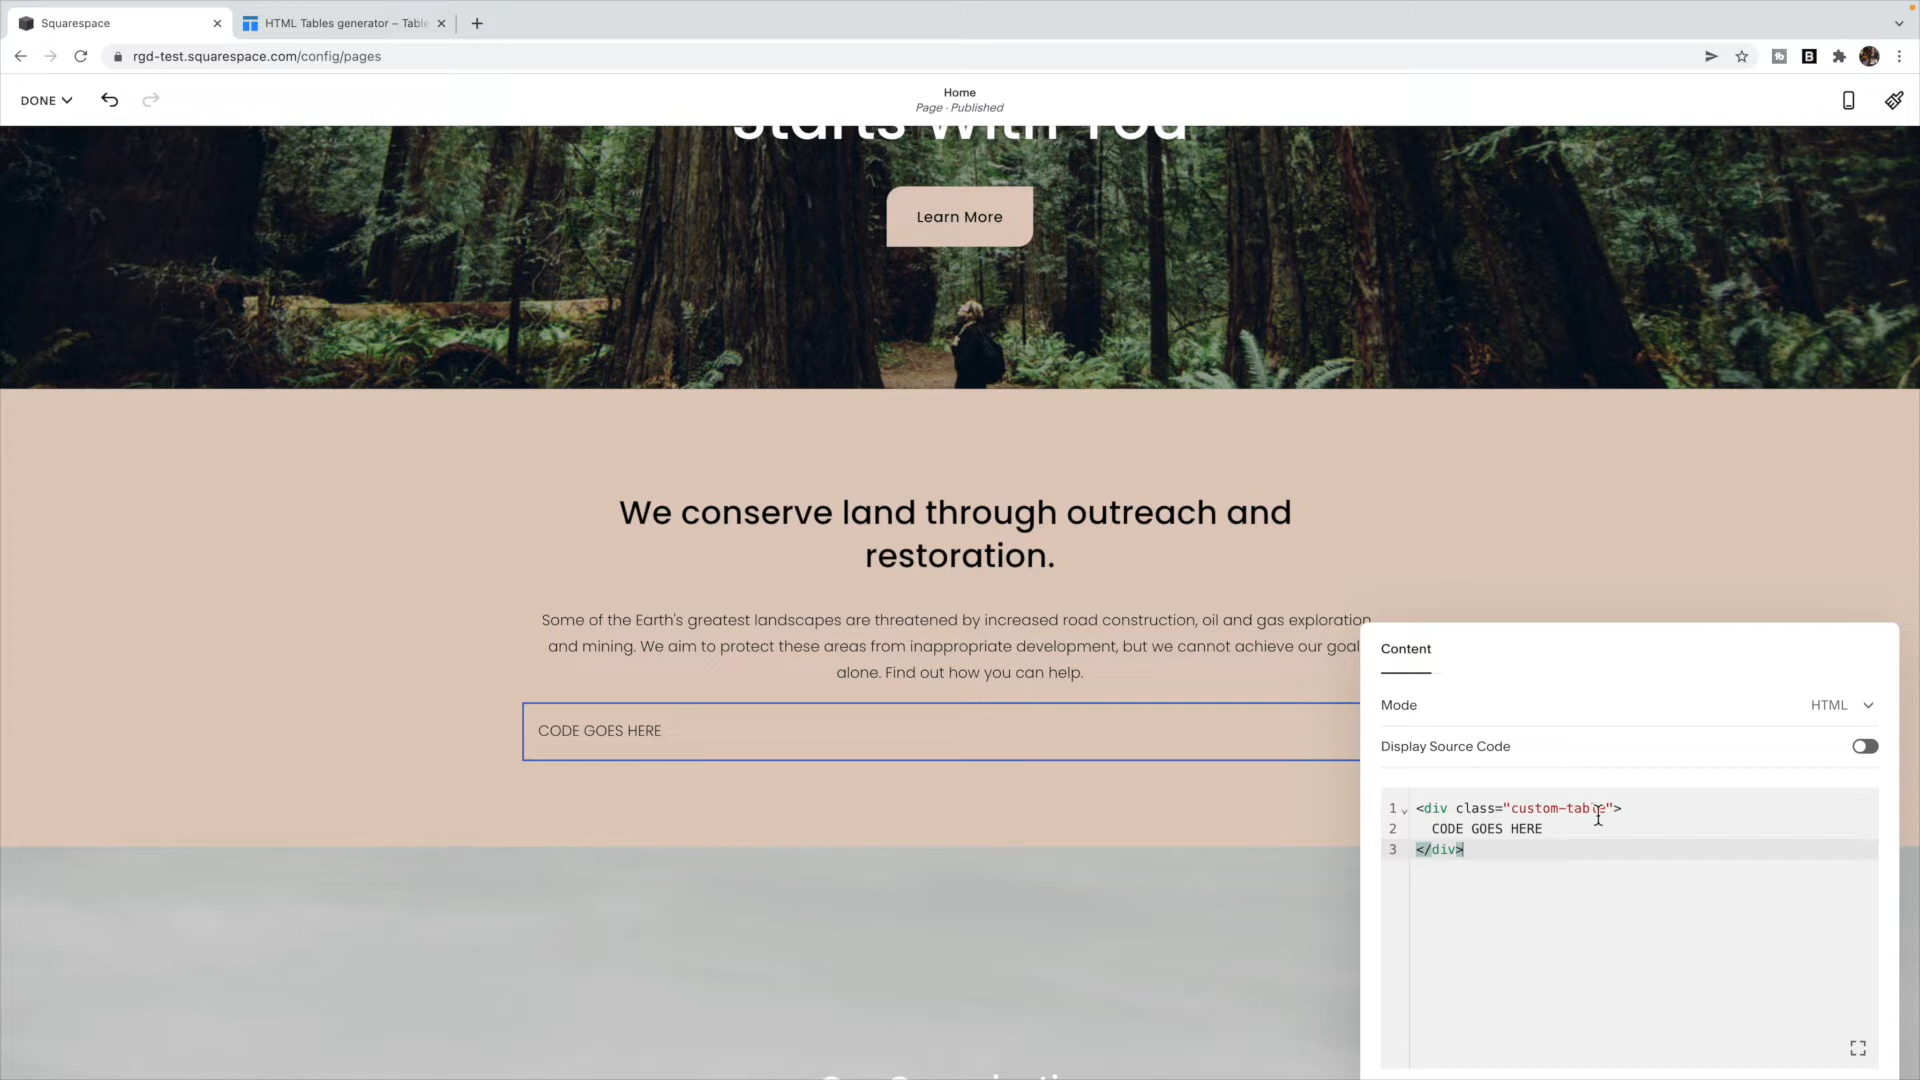 Squarespace
HTML Tables generator – Table
rgd-test.squarespace.com/config/pages
DONE
Home
Page · Published
Starts With You
Learn More
We conserve land through outreach and
restoration.
Some of the Earth's greatest landscapes are threatened by increased road construction, oil and gas exploration,
and mining. We aim to protect these areas from inappropriate development, but we cannot achieve our goal
alone. Find out how you can help.
CODE GOES HERE
Content
Mode
HTML
Display Source Code
1 <div class="custom-table">
2 CODE GOES HERE
3 </div>